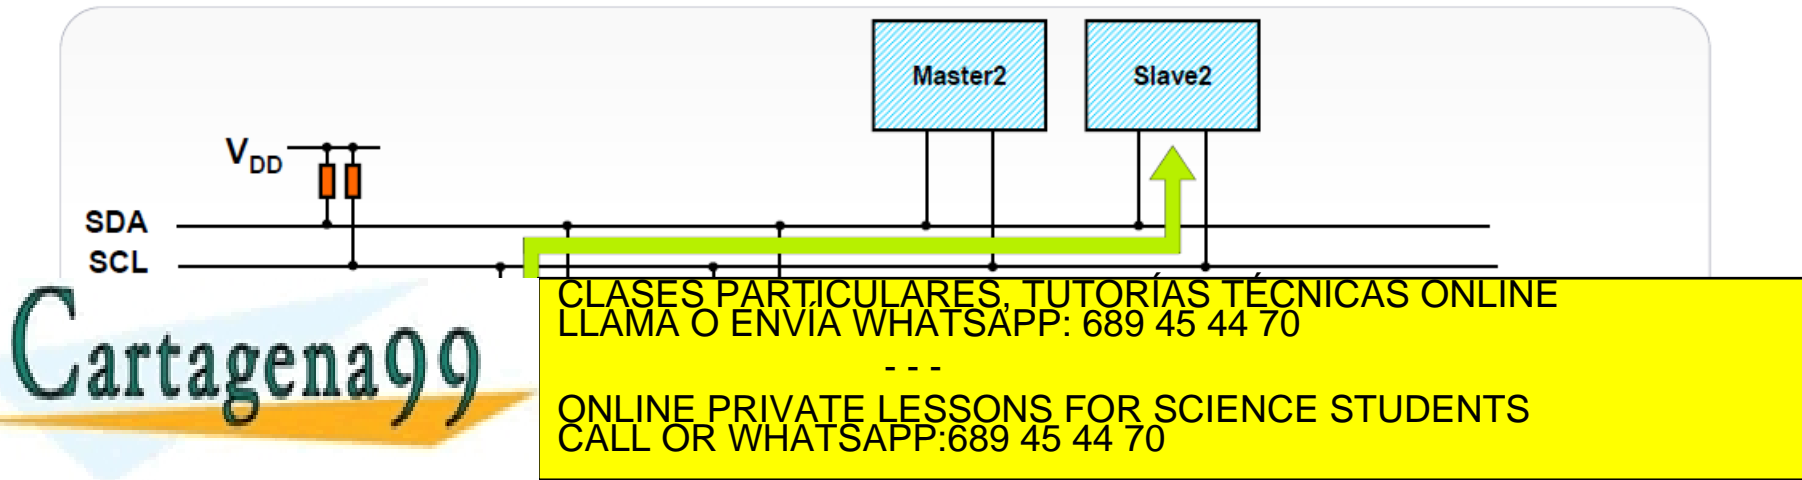 Master2
Slave2
VDD
SDA
SCL
Cartagena99
CLASES PARTICULARES, TUTORÍAS TÉCNICAS ONLINE
LLAMA O ENVÍA WHATSAPP: 689 45 44 70
- - -
ONLINE PRIVATE LESSONS FOR SCIENCE STUDENTS
CALL OR WHATSAPP:689 45 44 70